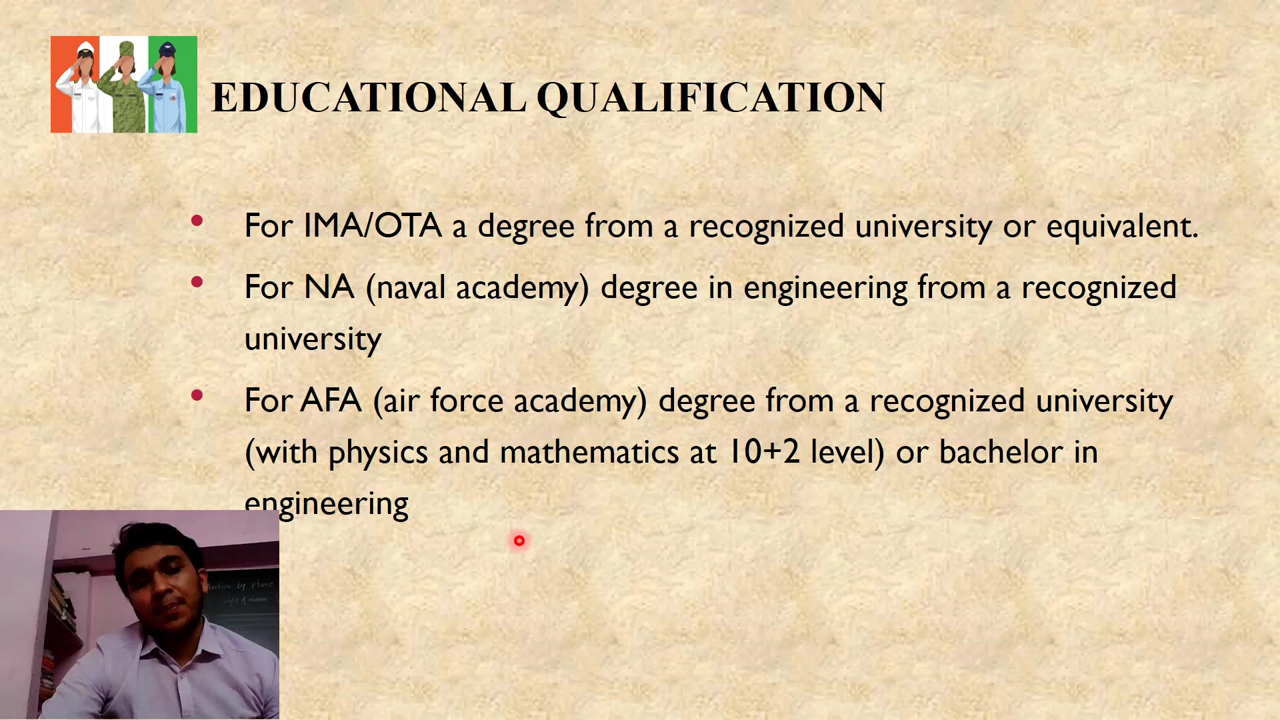 EDUCATIONAL QUALIFICATION
For IMA/OTA a degree from a recognized university or equivalent.
For NA (naval academy) degree in engineering from a recognized
university
For AFA (air force academy) degree from a recognized university
(with physics and mathematics at 10+2 level) or bachelor in
engineering
by
of